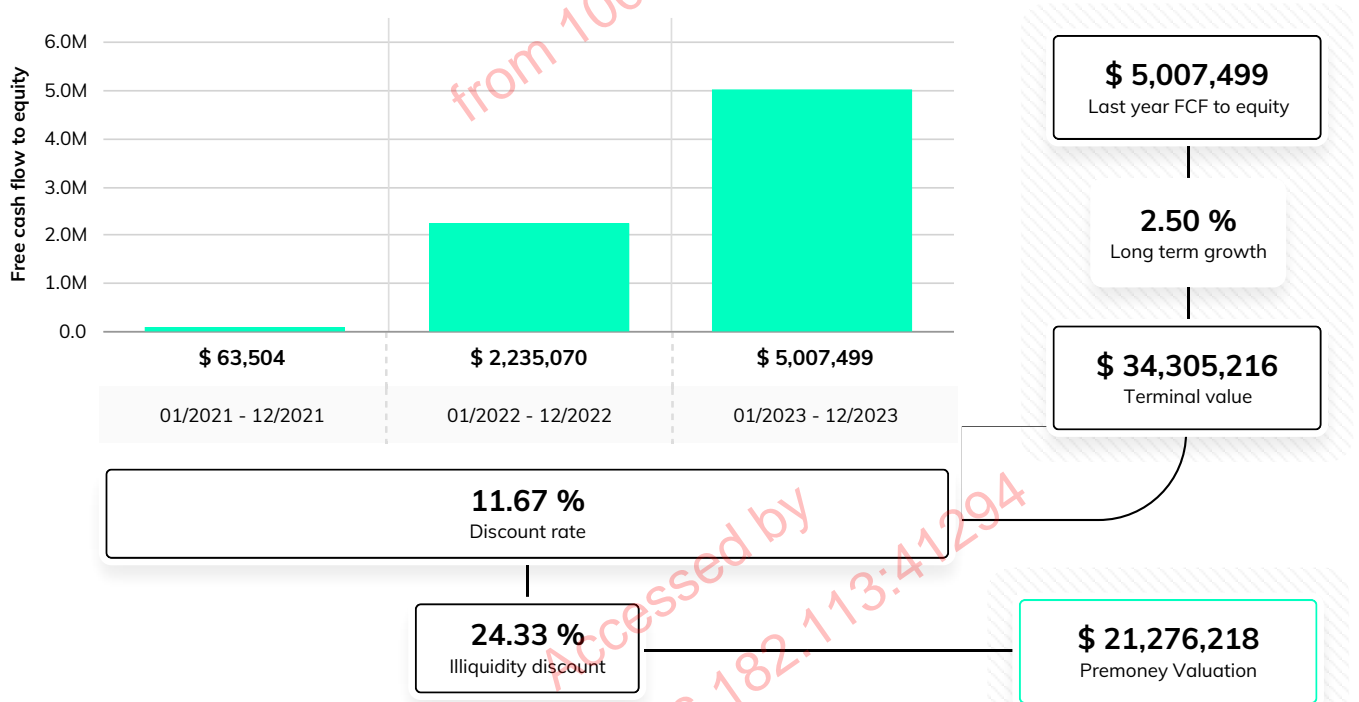 Free cash flow to equity
6.0M
5.0M
4.0M
3.0M
2.0M
1.0M
0.0
$ 63,504
$ 2,235,070
$ 5,007,499
01/2021 - 12/2021
01/2022 - 12/2022
01/2023 - 12/2023
$ 5,007,499
Last year FCF to equity
2.50 %
Long term growth
$ 34,305,216
Terminal value
11.67 %
Discount rate
24.33 %
Illiquidity discount
$ 21,276,218
Premoney Valuation
from
Accessed by
182.113:41294